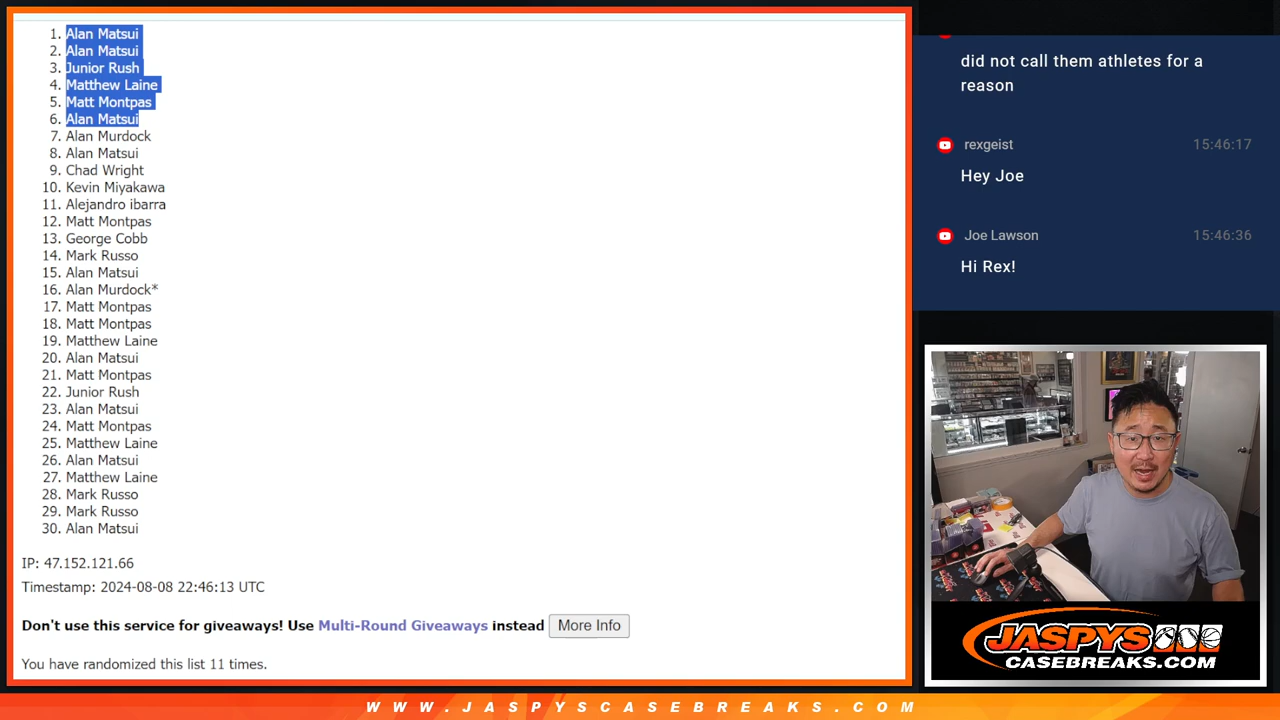 1. Alan Matsui
2. Alan Matsui
3. Junior Rush
4. Matthew Laine
5. Matt Montpas
6. Alan Matsui
7. Alan Murdock
8. Alan Matsui
9. Chad Wright
10. Kevin Miyakawa
11. Alejandro ibarra
12. Matt Montpas
13. George Cobb
14. Mark Russo
15. Alan Matsui
16. Alan Murdock*
17. Matt Montpas
18. Matt Montpas
19. Matthew Laine
20. Alan Matsui
21. Matt Montpas
22. Junior Rush
23. Alan Matsui
24. Matt Montpas
25. Matthew Laine
26. Alan Matsui
27. Matthew Laine
28. Mark Russo
29. Mark Russo
30. Alan Matsui
IP: 47.152.121.66
Timestamp: 2024-08-08 22:46:13 UTC
Don't use this service for giveaways! Use Multi-Round Giveaways instead More Info
You have randomized this list 11 times.
did not call them athletes for a
reason
rexgeist 15:46:17
Hey Joe
Joe Lawson 15:46:36
Hi Rex!
JASPYS
CASEBREAKS.COM
WWW.JASPYSCASEBREAKS.COM